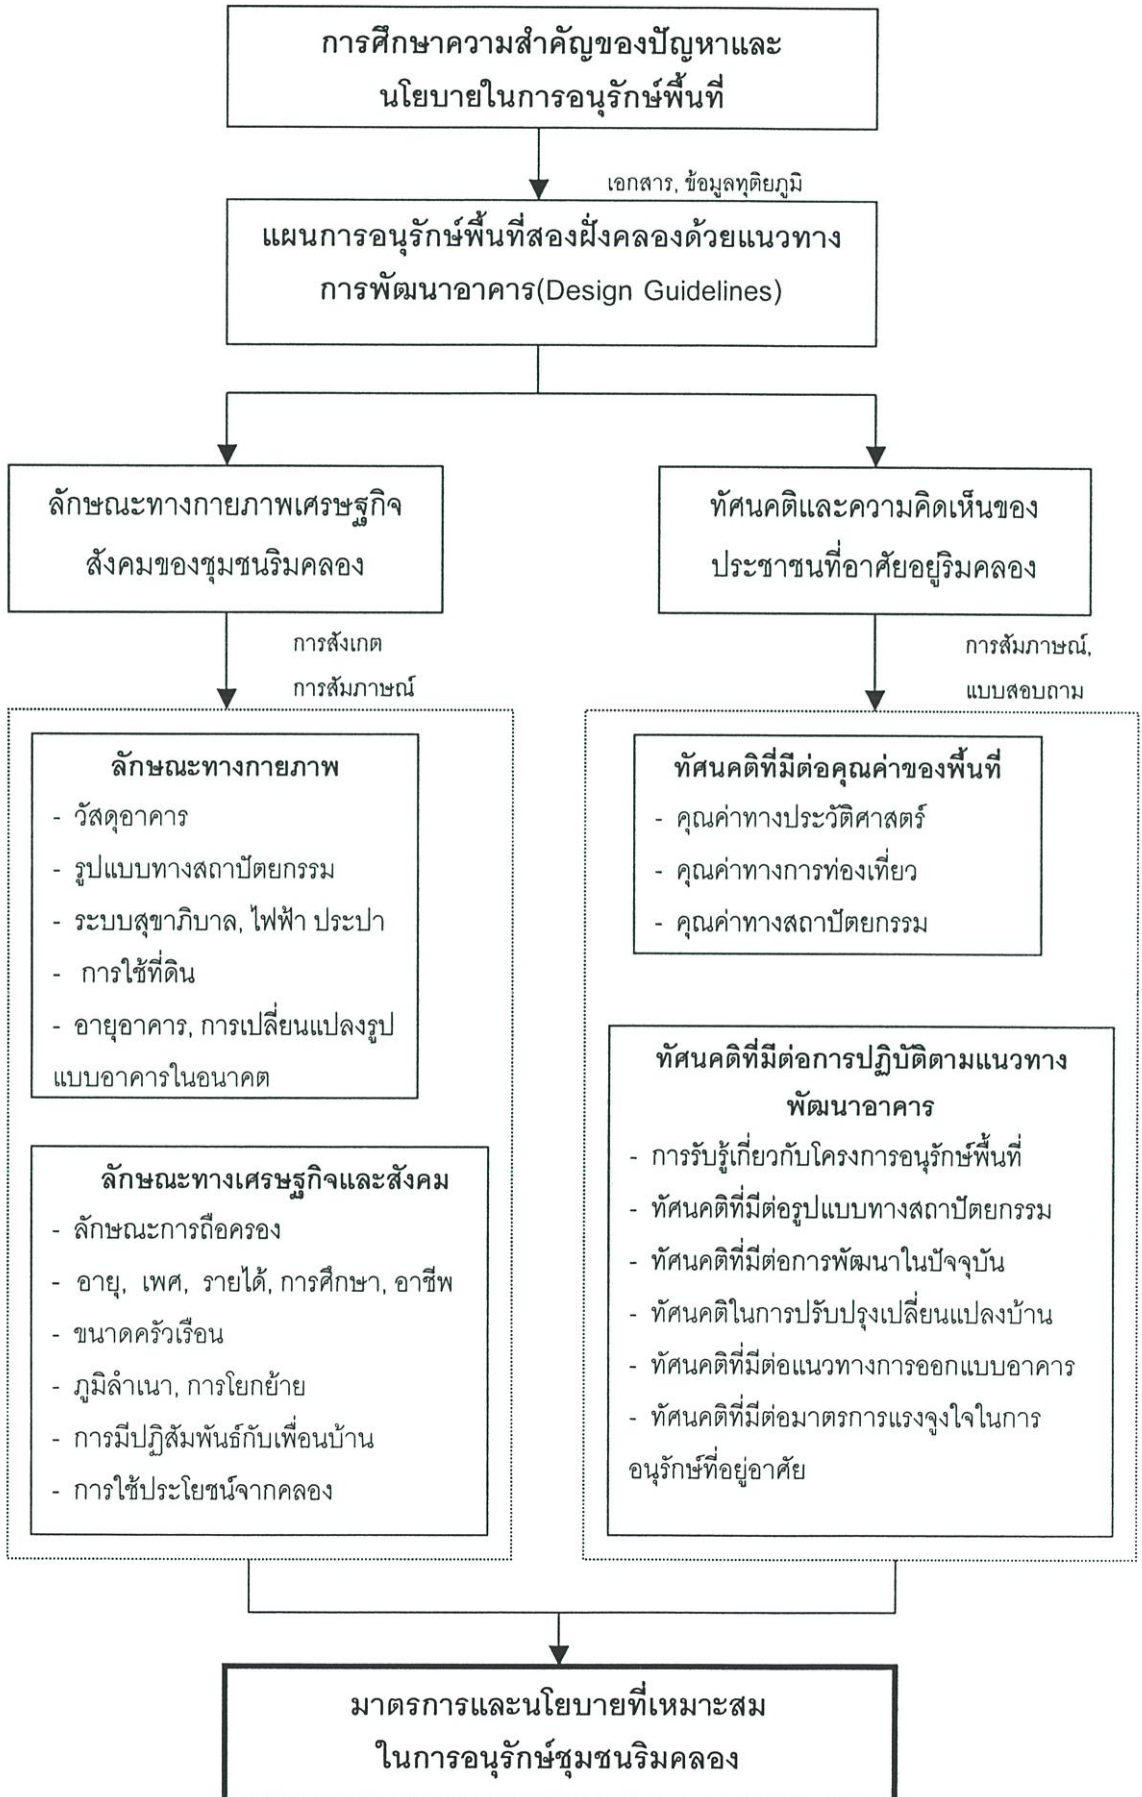 การศึกษาความสำคัญของปัญหาและ
นโยบายในการอนุรักษ์พื้นที่
เอกสาร, ข้อมูลทุติยภูมิ
แผนการอนุรักษ์พื้นที่สองฝั่งคลองด้วยแนวทาง
การพัฒนาอาคาร(Design Guidelines)
ลักษณะทางกายภาพเศรษฐกิจ
สังคมของชุมชนริมคลอง
การสังเกต
การสัมภาษณ์
ลักษณะทางกายภาพ
- วัสดุอาคาร
- รูปแบบทางสถาปัตยกรรม
- ระบบสุขาภิบาล, ไฟฟ้า ประปา
- การใช้ที่ดิน
- อายุอาคาร, การเปลี่ยนแปลงรูป
แบบอาคารในอนาคต
ลักษณะทางเศรษฐกิจและสังคม
- ลักษณะการถือครอง
- อายุ, เพศ, รายได้, การศึกษา, อาชีพ
- ขนาดครัวเรือน
- ภูมิลำเนา, การโยกย้าย
- การมีปฏิสัมพันธ์กับเพื่อนบ้าน
- การใช้ประโยชน์จากคลอง
ทัศนคติและความคิดเห็นของ
ประชาชนที่อาศัยอยู่ริมคลอง
การสัมภาษณ์,
แบบสอบถาม
ทัศนคติที่มีต่อคุณค่าของพื้นที่
- คุณค่าทางประวัติศาสตร์
- คุณค่าทางการท่องเที่ยว
- คุณค่าทางสถาปัตยกรรม
ทัศนคติที่มีต่อการปฏิบัติตามแนวทาง
พัฒนาอาคาร
- การรับรู้เกี่ยวกับโครงการอนุรักษ์พื้นที่
- ทัศนคติที่มีต่อรูปแบบทางสถาปัตยกรรม
- ทัศนคติที่มีต่อการพัฒนาในปัจจุบัน
- ทัศนคติในการปรับปรุงเปลี่ยนแปลงบ้าน
- ทัศนคติที่มีต่อแนวทางการออกแบบอาคาร
- ทัศนคติที่มีต่อมาตรการแรงจูงใจในการ
อนุรักษ์ที่อยู่อาศัย
มาตรการและนโยบายที่เหมาะสม
ในการอนุรักษ์ชุมชนริมคลอง